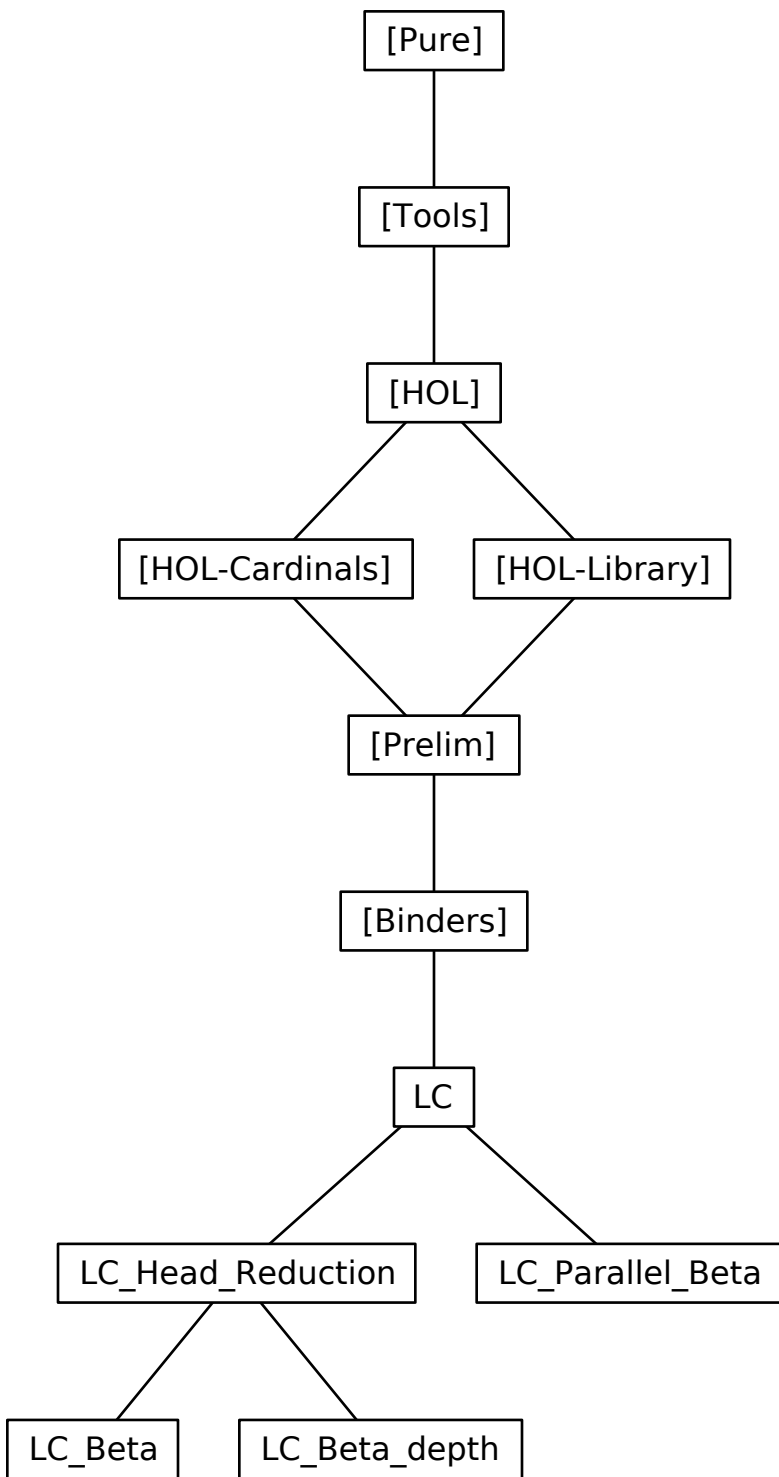 [Pure]
[Tools]
[HOL]
[HOL-Cardinals]
[HOL-Library]
[Prelim]
[Binders]
LC
LC_Head_Reduction
LC_Parallel_Beta
LC_Beta
LC_Beta_depth